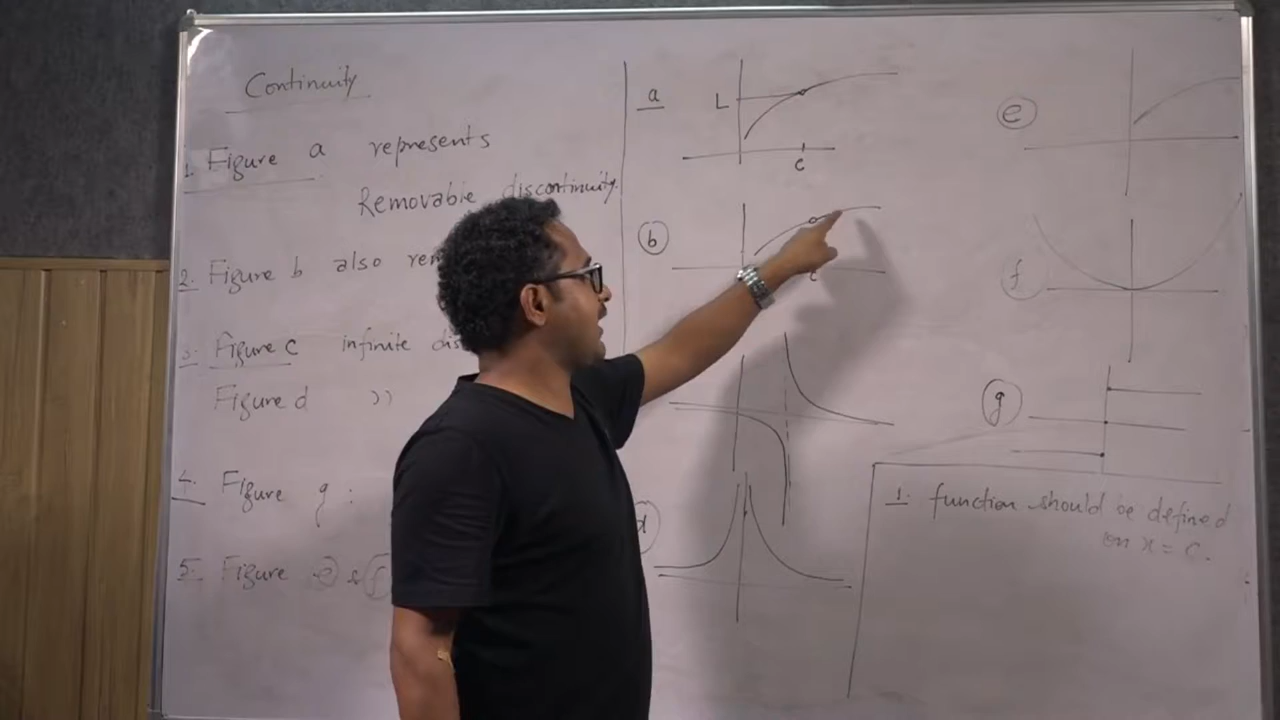 Continuity
1. Figure a represents
Removable discontinuity.
2. Figure b also
3. Figure c infinite
Figure d ))
4. Figure g :
5. Figure e & f
a
L
c
b
c
d
e
f
g
1. function should be defined
on x = c.